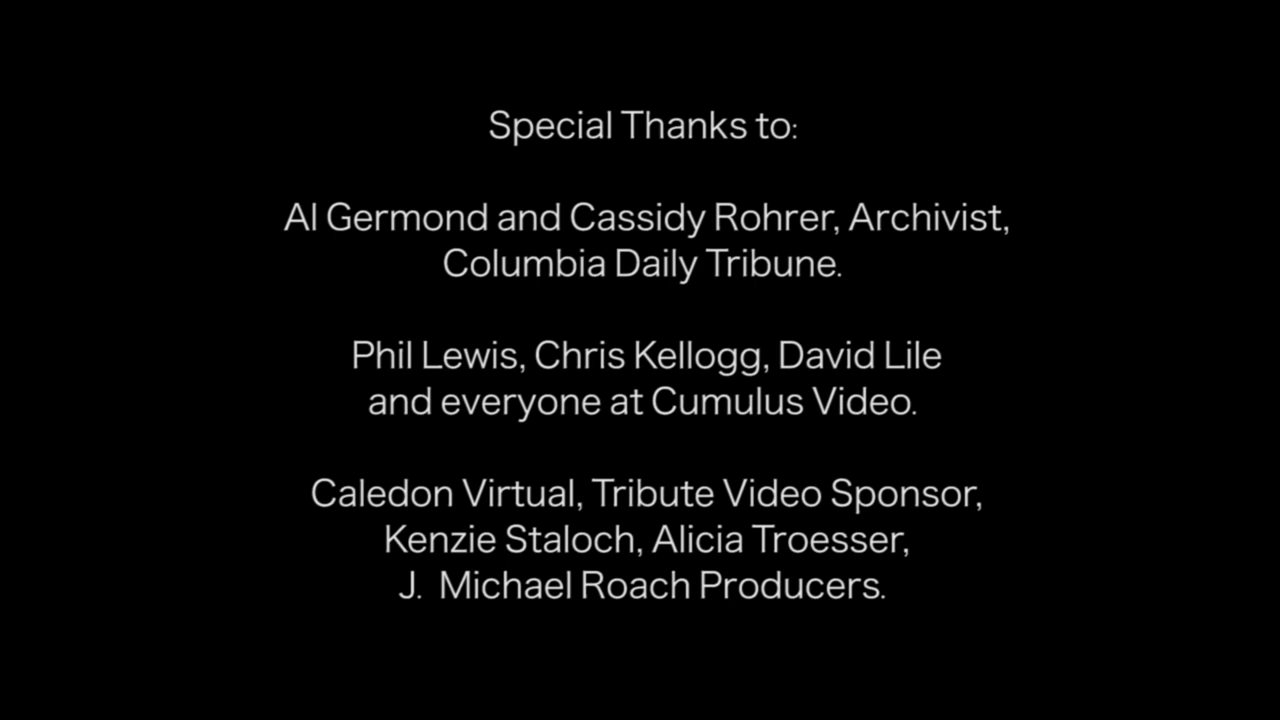 Special Thanks to:
Al Germond and Cassidy Rohrer, Archivist,
Columbia Daily Tribune.
Phil Lewis, Chris Kellogg, David Lile
and everyone at Cumulus Video.
Caledon Virtual, Tribute Video Sponsor,
Kenzie Staloch, Alicia Troesser,
J.  Michael Roach Producers.